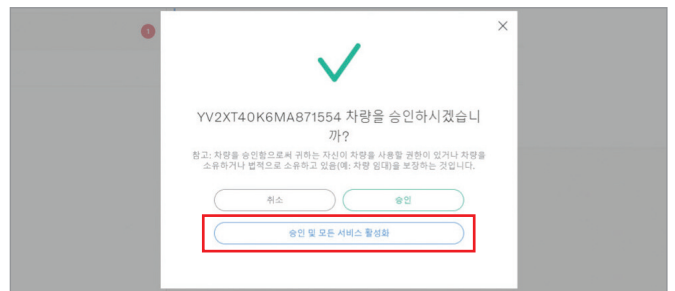 1
YV2XT40K6MA871554 차량을 승인하시겠습니
까?
참고: 차량을 승인함으로써 귀하는 자신이 차량을 사용할 권한이 있거나 차량을
소유하거나 법적으로 소유하고 있음(예: 차량 임대)을 보장하는 것입니다.
취소
승인
승인 및 모든 서비스 활성화